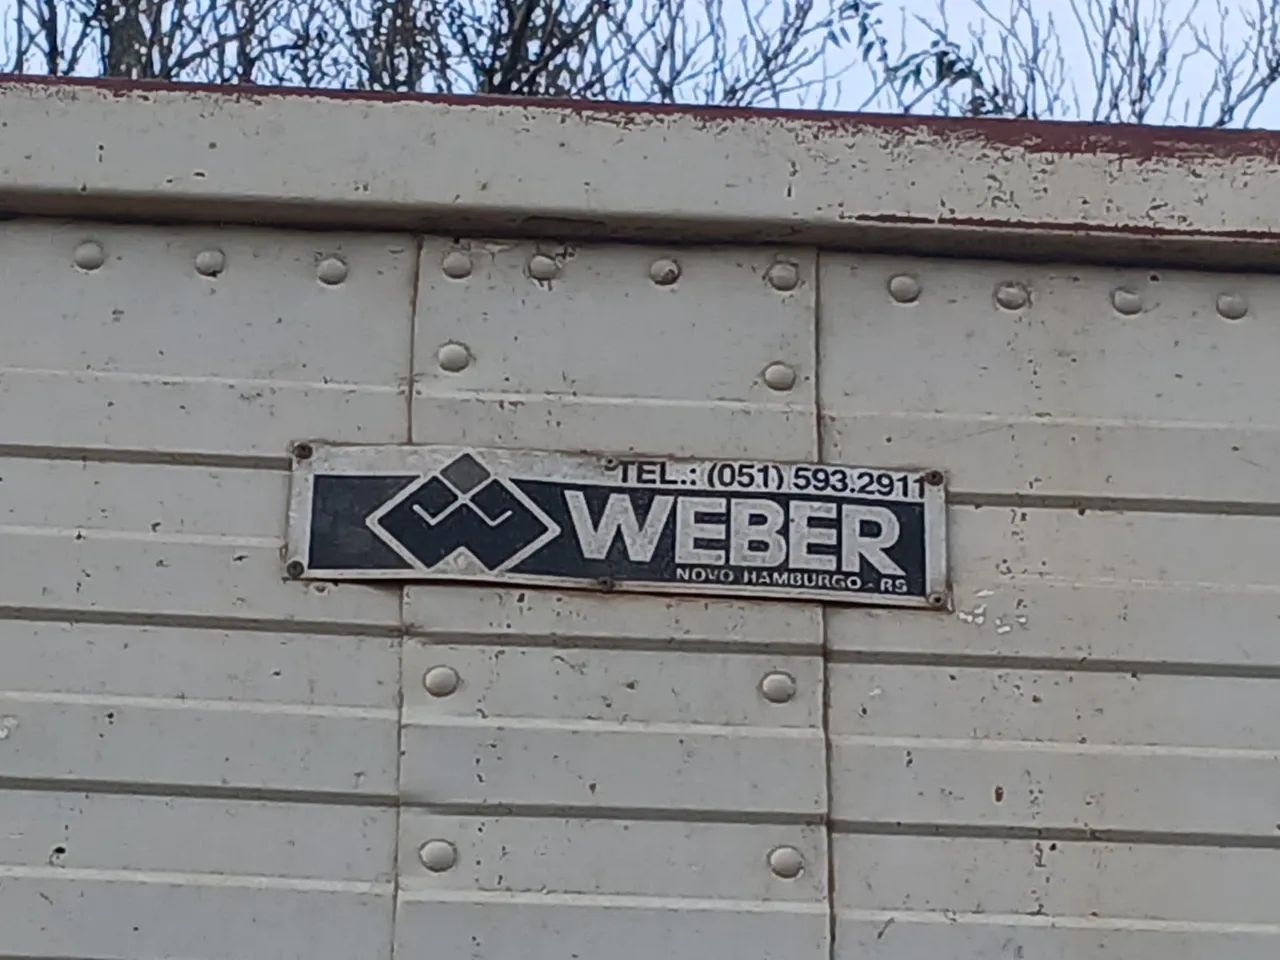 TEL.: (051) 593.2911
WEBER
NOVO HAMBURGO - RS